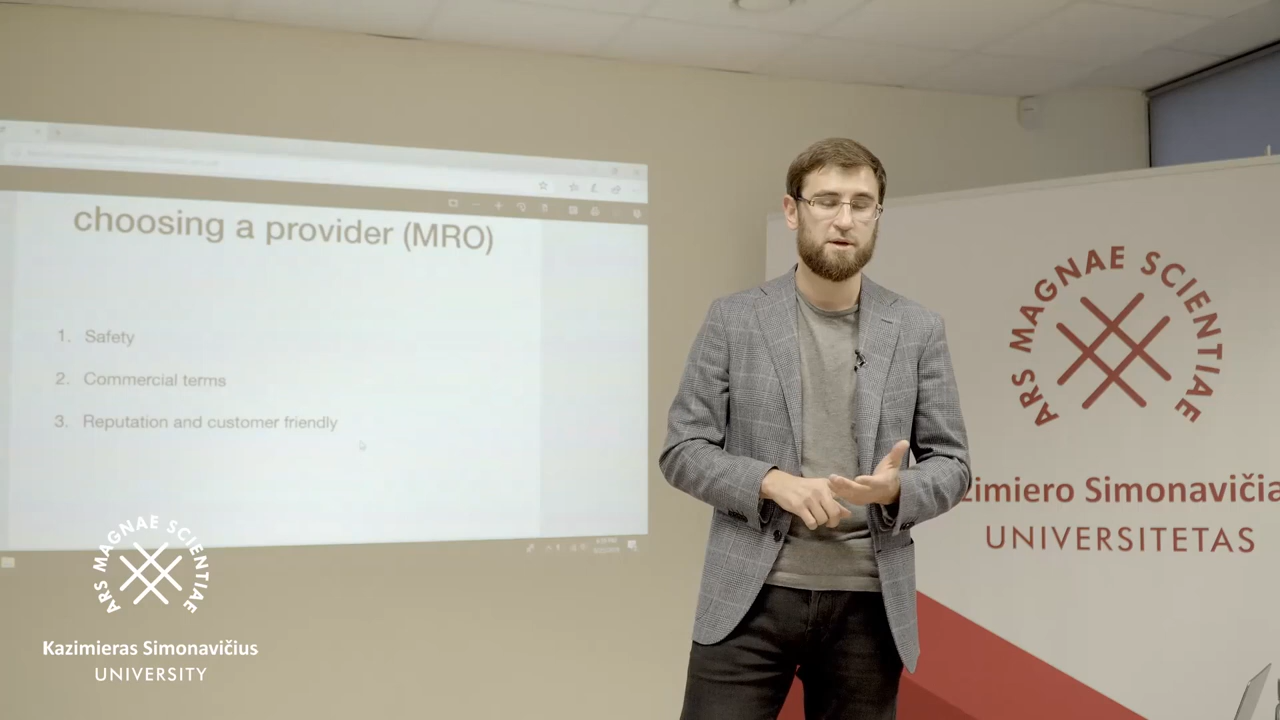 choosing a provider (MRO)
1. Safety
2. Commercial terms
3. Reputation and customer friendly
ARS MAGNAE SCIENTIAE
Kazimieras Simonavičius
UNIVERSITY
ARS MAGNAE SCIENTIAE
zimiero Simonavičia
UNIVERSITETAS